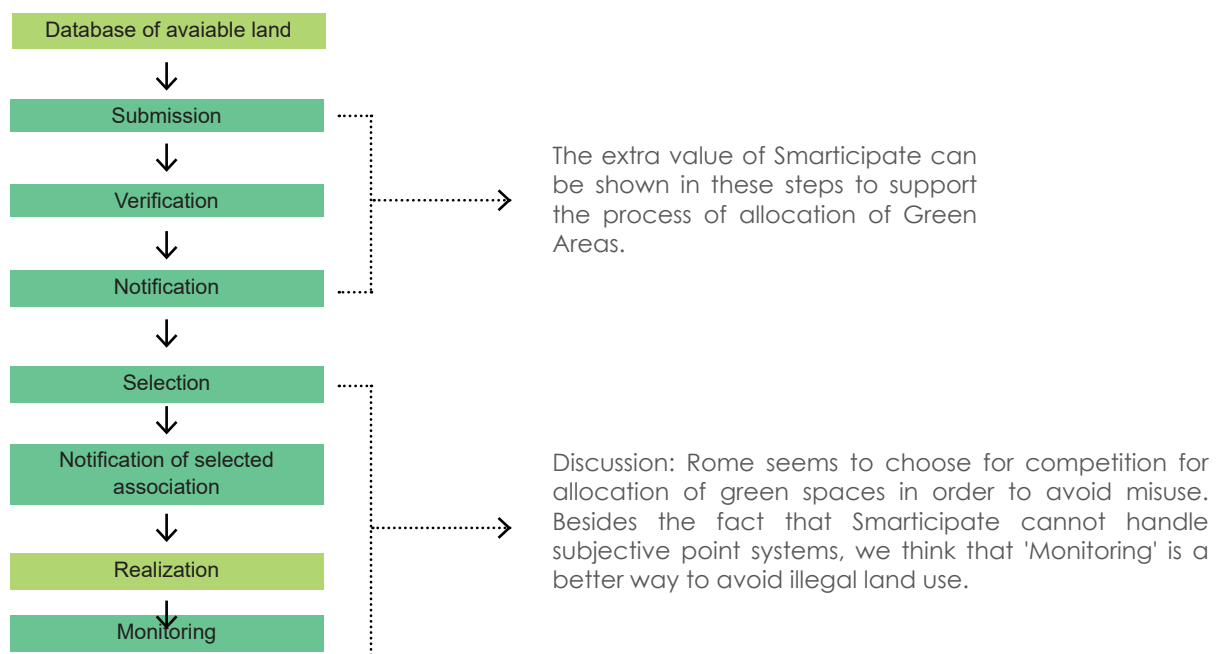 Database of avaiable land
Submission
Verification
Notification
The extra value of Smarticipate can
be shown in these steps to support
the process of allocation of Green
Areas.
Selection
Notification of selected
association
Realization
Monitoring
Discussion: Rome seems to choose for competition for
allocation of green spaces in order to avoid misuse.
Besides the fact that Smarticipate cannot handle
subjective point systems, we think that 'Monitoring' is a
better way to avoid illegal land use.